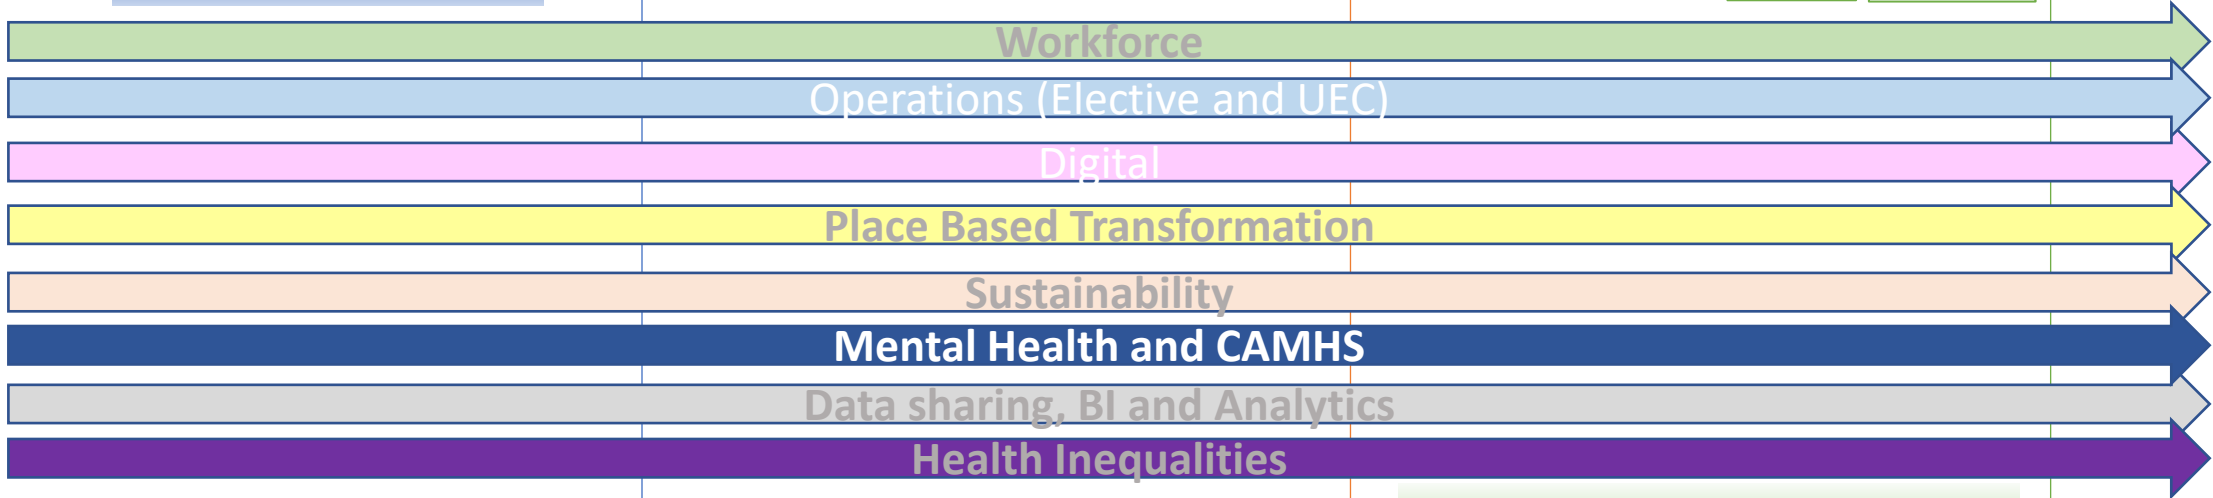 Workforce
Operations (Elective and UEC)
Digital
Place Based Transformation
Sustainability
Mental Health and CAMHS
Data sharing, BI and Analytics
Health Inequalities